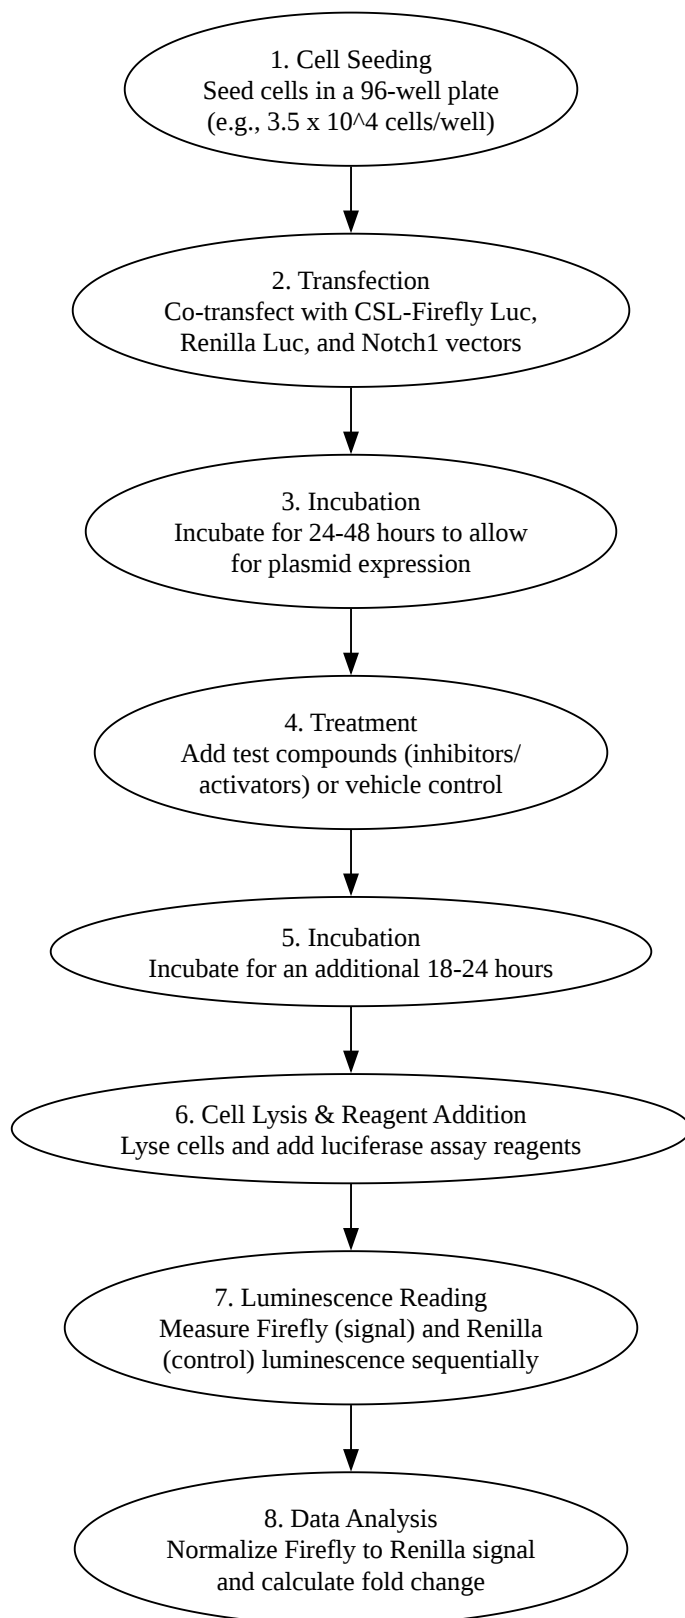 1. Cell Seeding
Seed cells in a 96-well plate
(e.g., 3.5 x 10^4 cells/well)
2. Transfection
Co-transfect with CSL-Firefly Luc,
Renilla Luc, and Notch1 vectors
3. Incubation
Incubate for 24-48 hours to allow
for plasmid expression
4. Treatment
Add test compounds (inhibitors/
activators) or vehicle control
5. Incubation
Incubate for an additional 18-24 hours
6. Cell Lysis & Reagent Addition
Lyse cells and add luciferase assay reagents
7. Luminescence Reading
Measure Firefly (signal) and Renilla
(control) luminescence sequentially
8. Data Analysis
Normalize Firefly to Renilla signal
and calculate fold change